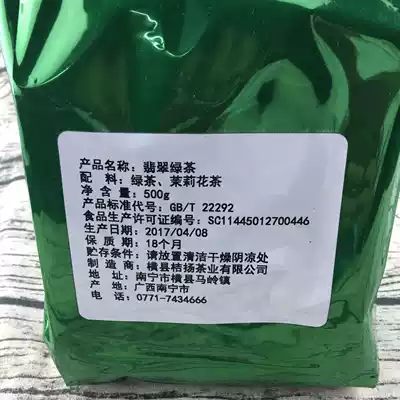 产品名称：翡翠绿茶
配　料：绿茶、茉莉花茶
净 含 量：500g
产品标准代号：GB/T 22292
食品生产许可证编号：SC11445012700446
生产日期：2017/04/08
保 质 期：18个月
贮存条件：请放置清洁干燥阴凉处
制 造 商：横县桔扬茶业有限公司
地　址：南宁市横县马岭镇
产　地：广西南宁市
电　话：0771-7434666